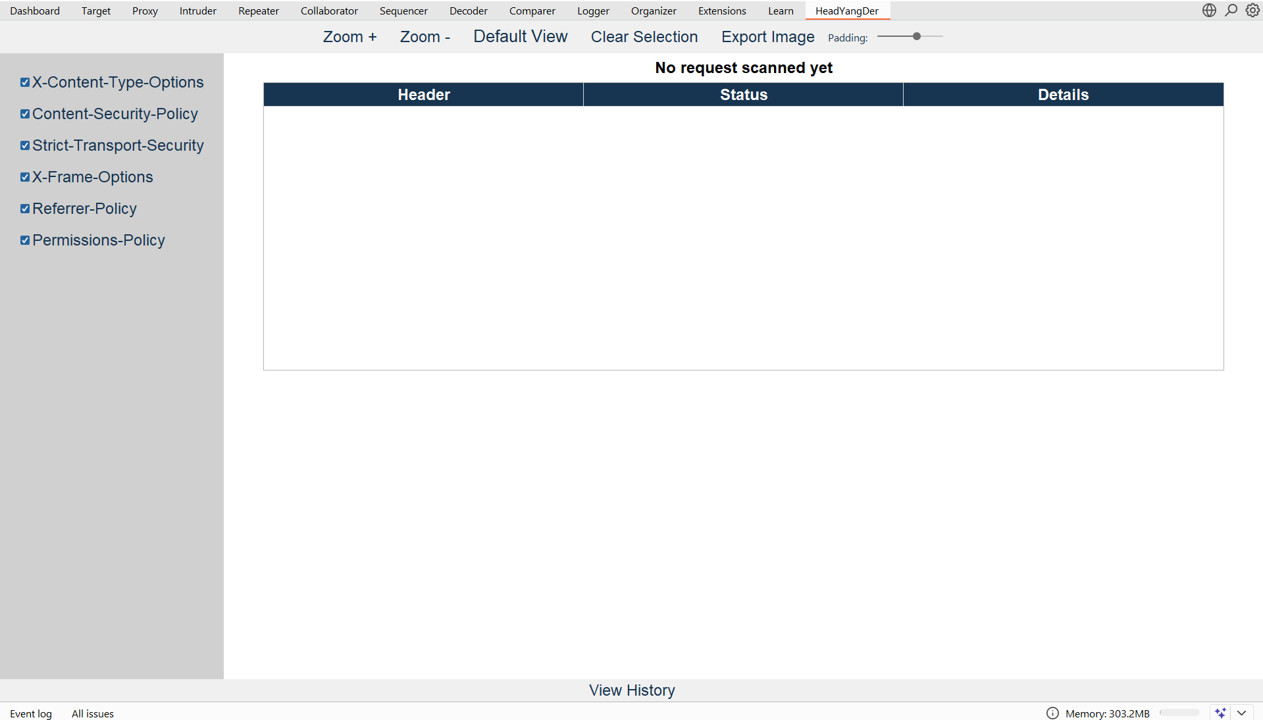 Dashboard Target Proxy Intruder Repeater Collaborator Sequencer Decoder Comparer Logger Organizer Extensions Learn HeadYangDer
Zoom + Zoom - Default View Clear Selection Export Image Padding:
X-Content-Type-Options
Content-Security-Policy
Strict-Transport-Security
X-Frame-Options
Referrer-Policy
Permissions-Policy
No request scanned yet
Header Status Details
View History
Event log All issues Memory: 303.2MB